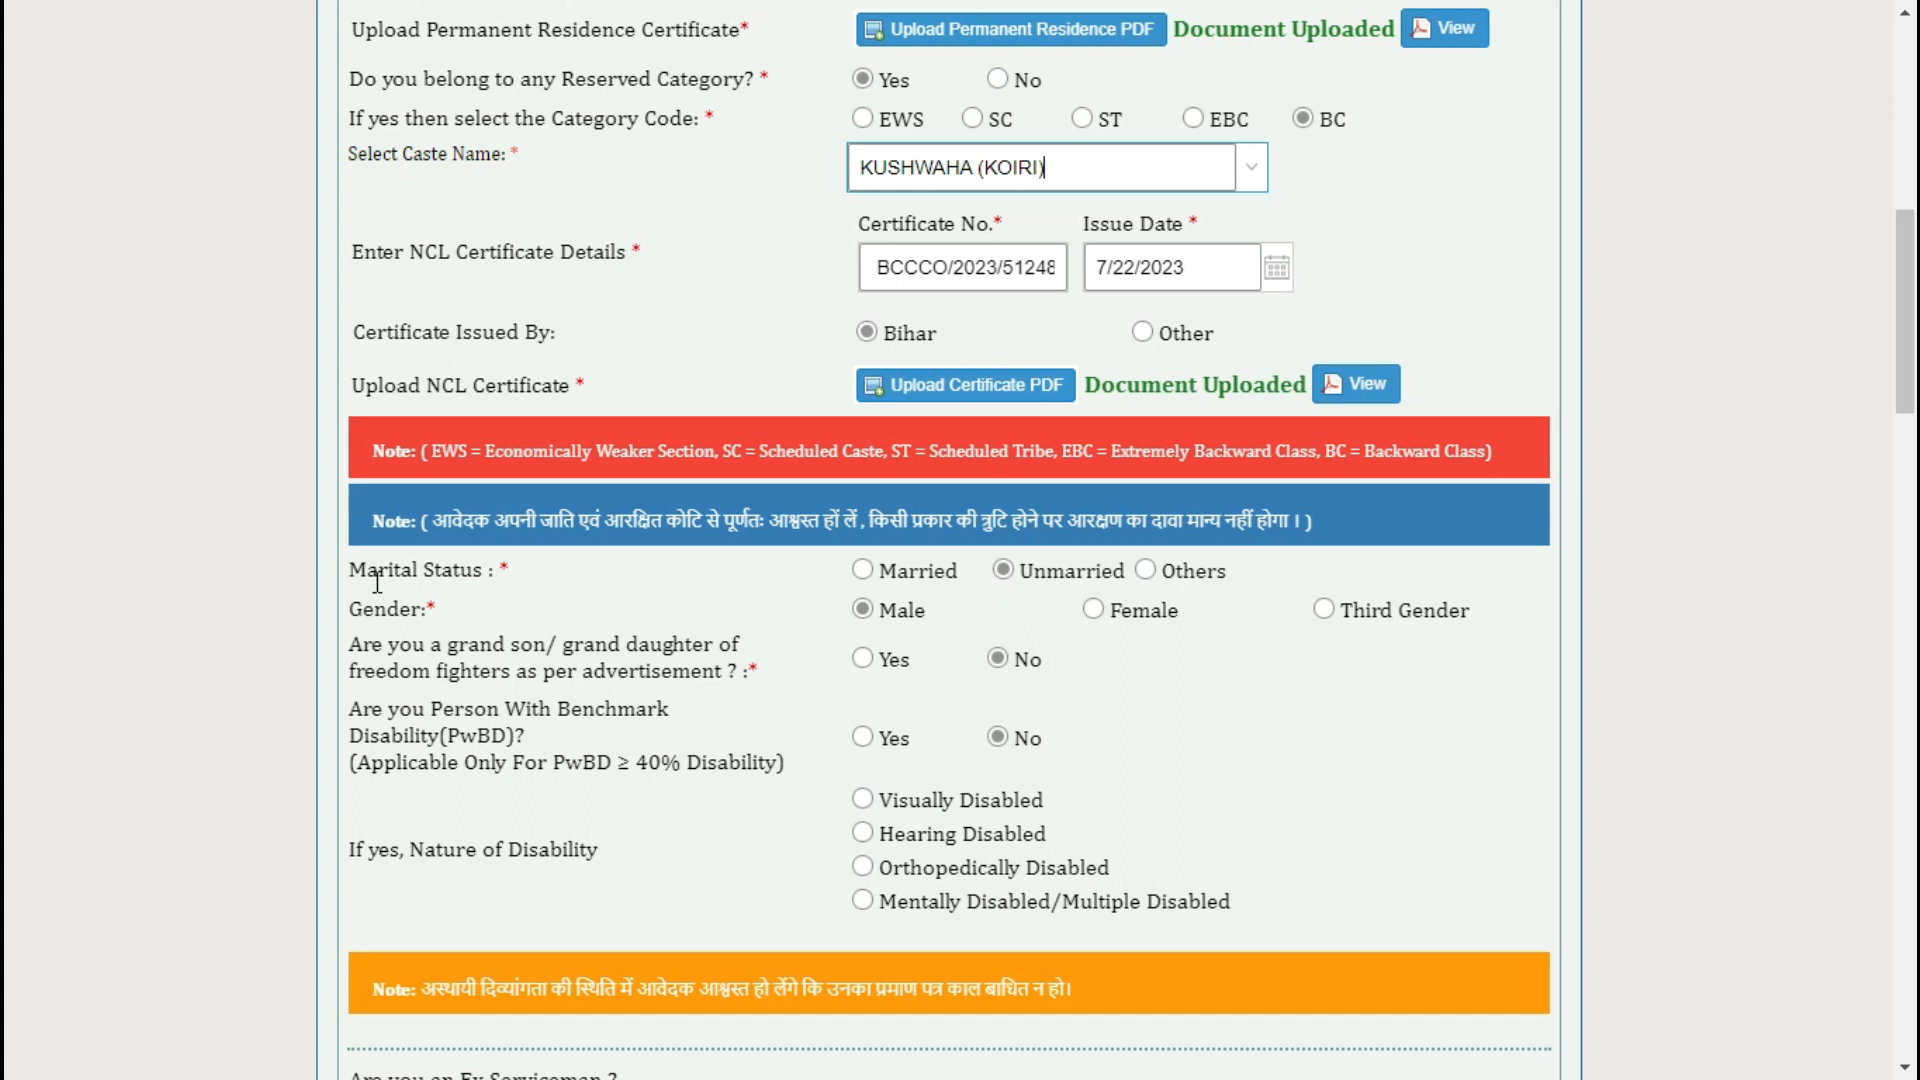 Upload Permanent Residence Certificate* Upload Permanent Residence PDF Document Uploaded View
Do you belong to any Reserved Category? * Yes No
If yes then select the Category Code: * EWS SC ST EBC BC
Select Caste Name: * KUSHWAHA (KOIRI)
Certificate No.* Issue Date *
Enter NCL Certificate Details * BCCCO/2023/51248 7/22/2023
Certificate Issued By: Bihar Other
Upload NCL Certificate * Upload Certificate PDF Document Uploaded View
Note: ( EWS = Economically Weaker Section, SC = Scheduled Caste, ST = Scheduled Tribe, EBC = Extremely Backward Class, BC = Backward Class)
Note: ( आवेदक अपनी जाति एवं आरक्षित कोटि से पूर्णतः आश्वस्त हों लें , किसी प्रकार की त्रुटि होने पर आरक्षण का दावा मान्य नहीं होगा । )
Marital Status : * Married Unmarried Others
Gender:* Male Female Third Gender
Are you a grand son/ grand daughter of
freedom fighters as per advertisement ? :* Yes No
Are you Person With Benchmark
Disability(PwBD)? Yes No
(Applicable Only For PwBD ≥ 40% Disability)
Visually Disabled
Hearing Disabled
If yes, Nature of Disability
Orthopedically Disabled
Mentally Disabled/Multiple Disabled
Note: अस्थायी दिव्यांगता की स्थिति में आवेदक आश्वस्त हो लेंगे कि उनका प्रमाण पत्र काल बाधित न हो।
Are you an Ex-Serviceman ?